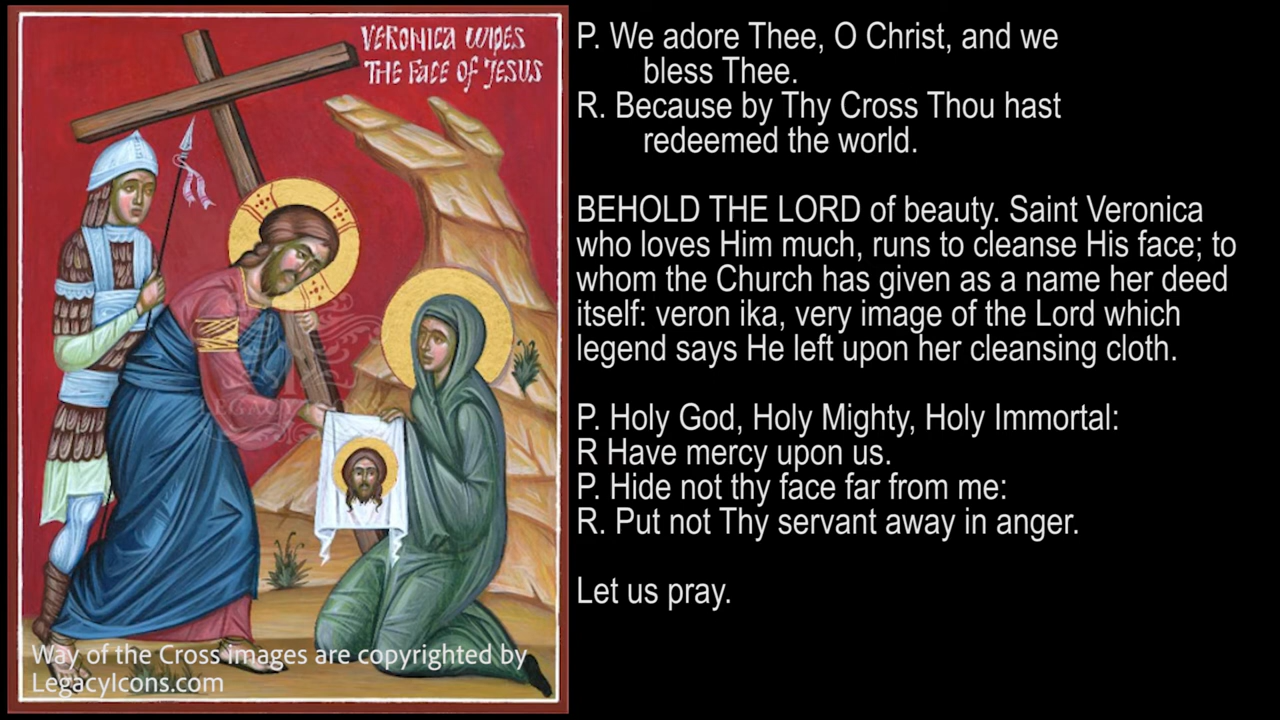 VERONICA WIPES
THE FACE OF JESUS
P. We adore Thee, O Christ, and we
bless Thee.
R. Because by Thy Cross Thou hast
redeemed the world.
BEHOLD THE LORD of beauty. Saint Veronica
who loves Him much, runs to cleanse His face; to
whom the Church has given as a name her deed
itself: veron ika, very image of the Lord which
legend says He left upon her cleansing cloth.
P. Holy God, Holy Mighty, Holy Immortal:
R Have mercy upon us.
P. Hide not thy face far from me:
R. Put not Thy servant away in anger.
Let us pray.
LEGACY ICONS
Way of the Cross images are copyrighted by
LegacyIcons.com